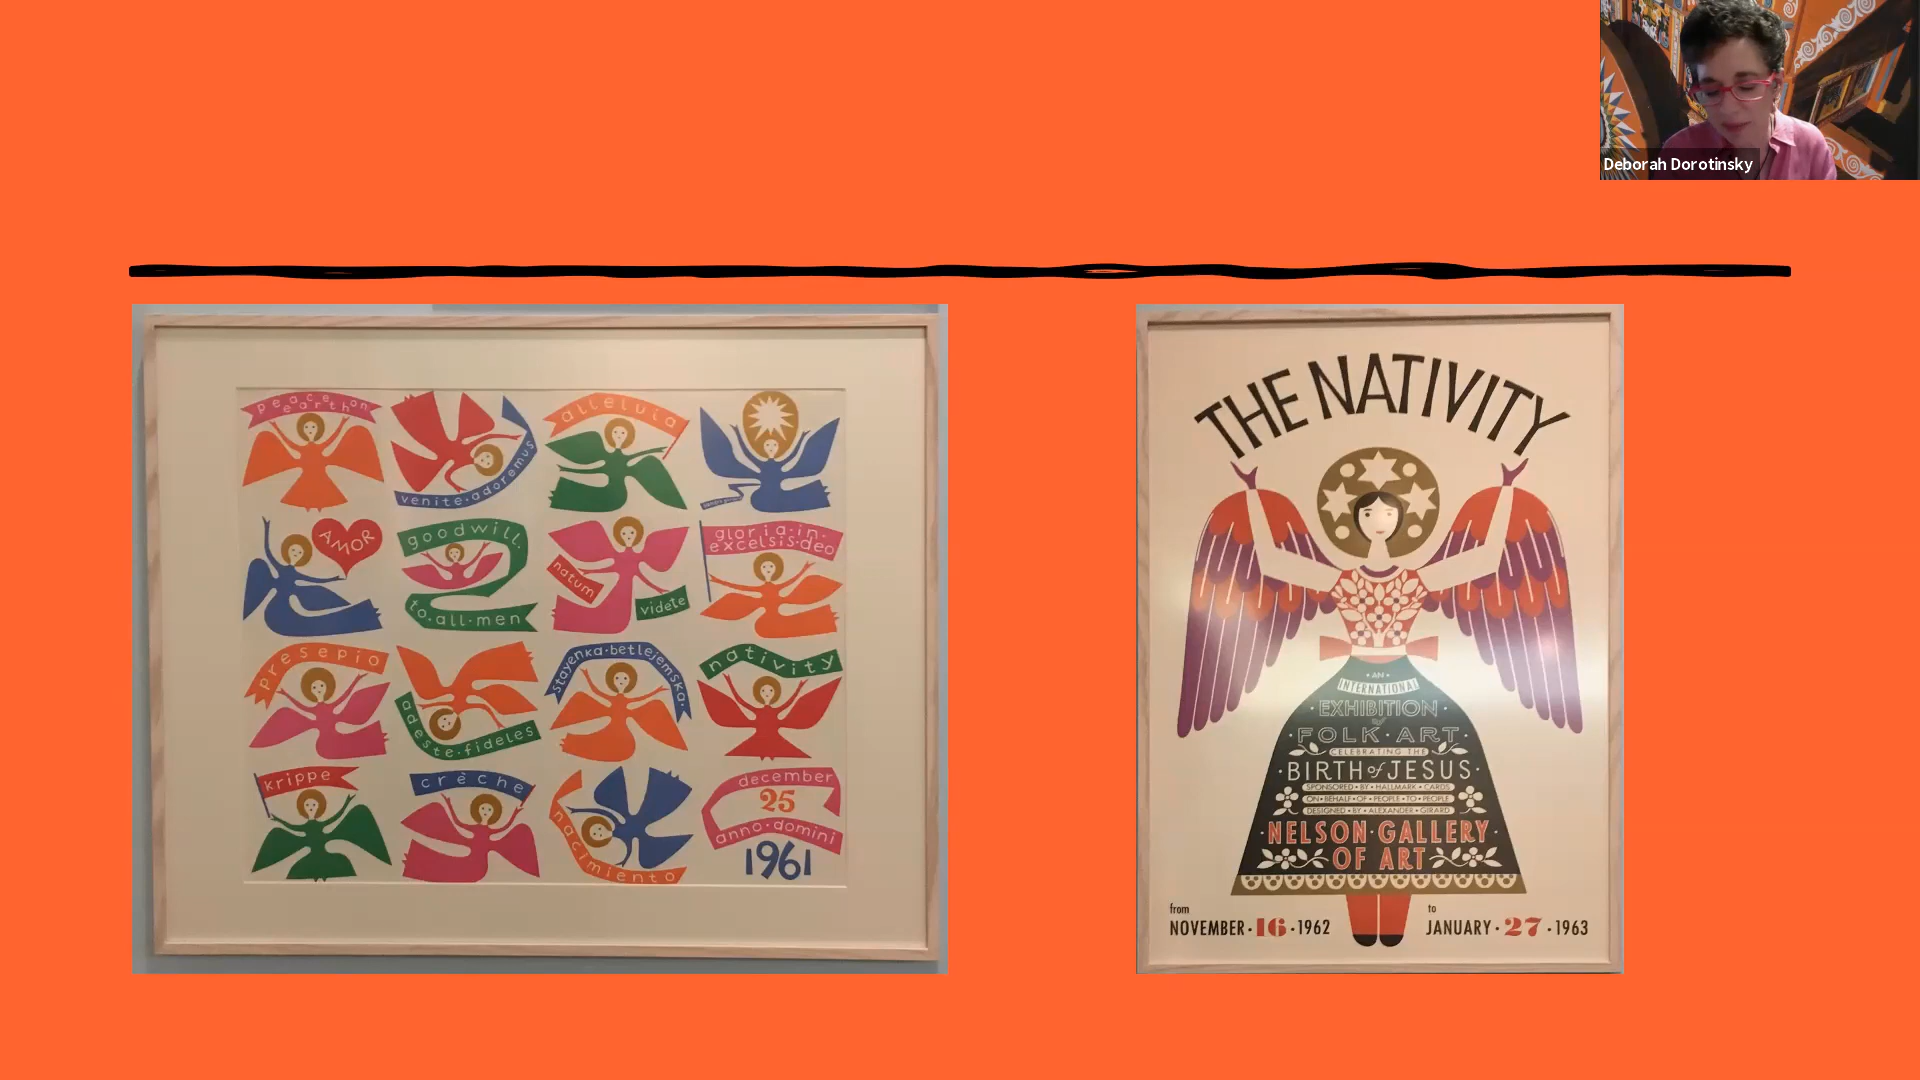 Deborah Dorotinsky
peace on
earth
venite·adoremus
alleluia
AMOR
goodwill
to·all·men
natum
videte
gloria·in·
excelsis·deo
presepio
adeste·fideles
stayenka·betlejemska·
nativity
krippe
crèche
nacimiento
december
25
anno·domini
1961
THE NATIVITY
·AN·
INTERNATIONAL
·EXHIBITION·
of
·FOLK·ART·
CELEBRATING THE
·BIRTH of JESUS·
SPONSORED·BY·HALLMARK·CARDS
ON·BEHALF·OF·PEOPLE·TO·PEOPLE
DESIGNED·BY·ALEXANDER·GIRARD
·NELSON·GALLERY·
OF ART
from
NOVEMBER·16·1962
to
JANUARY·27·1963